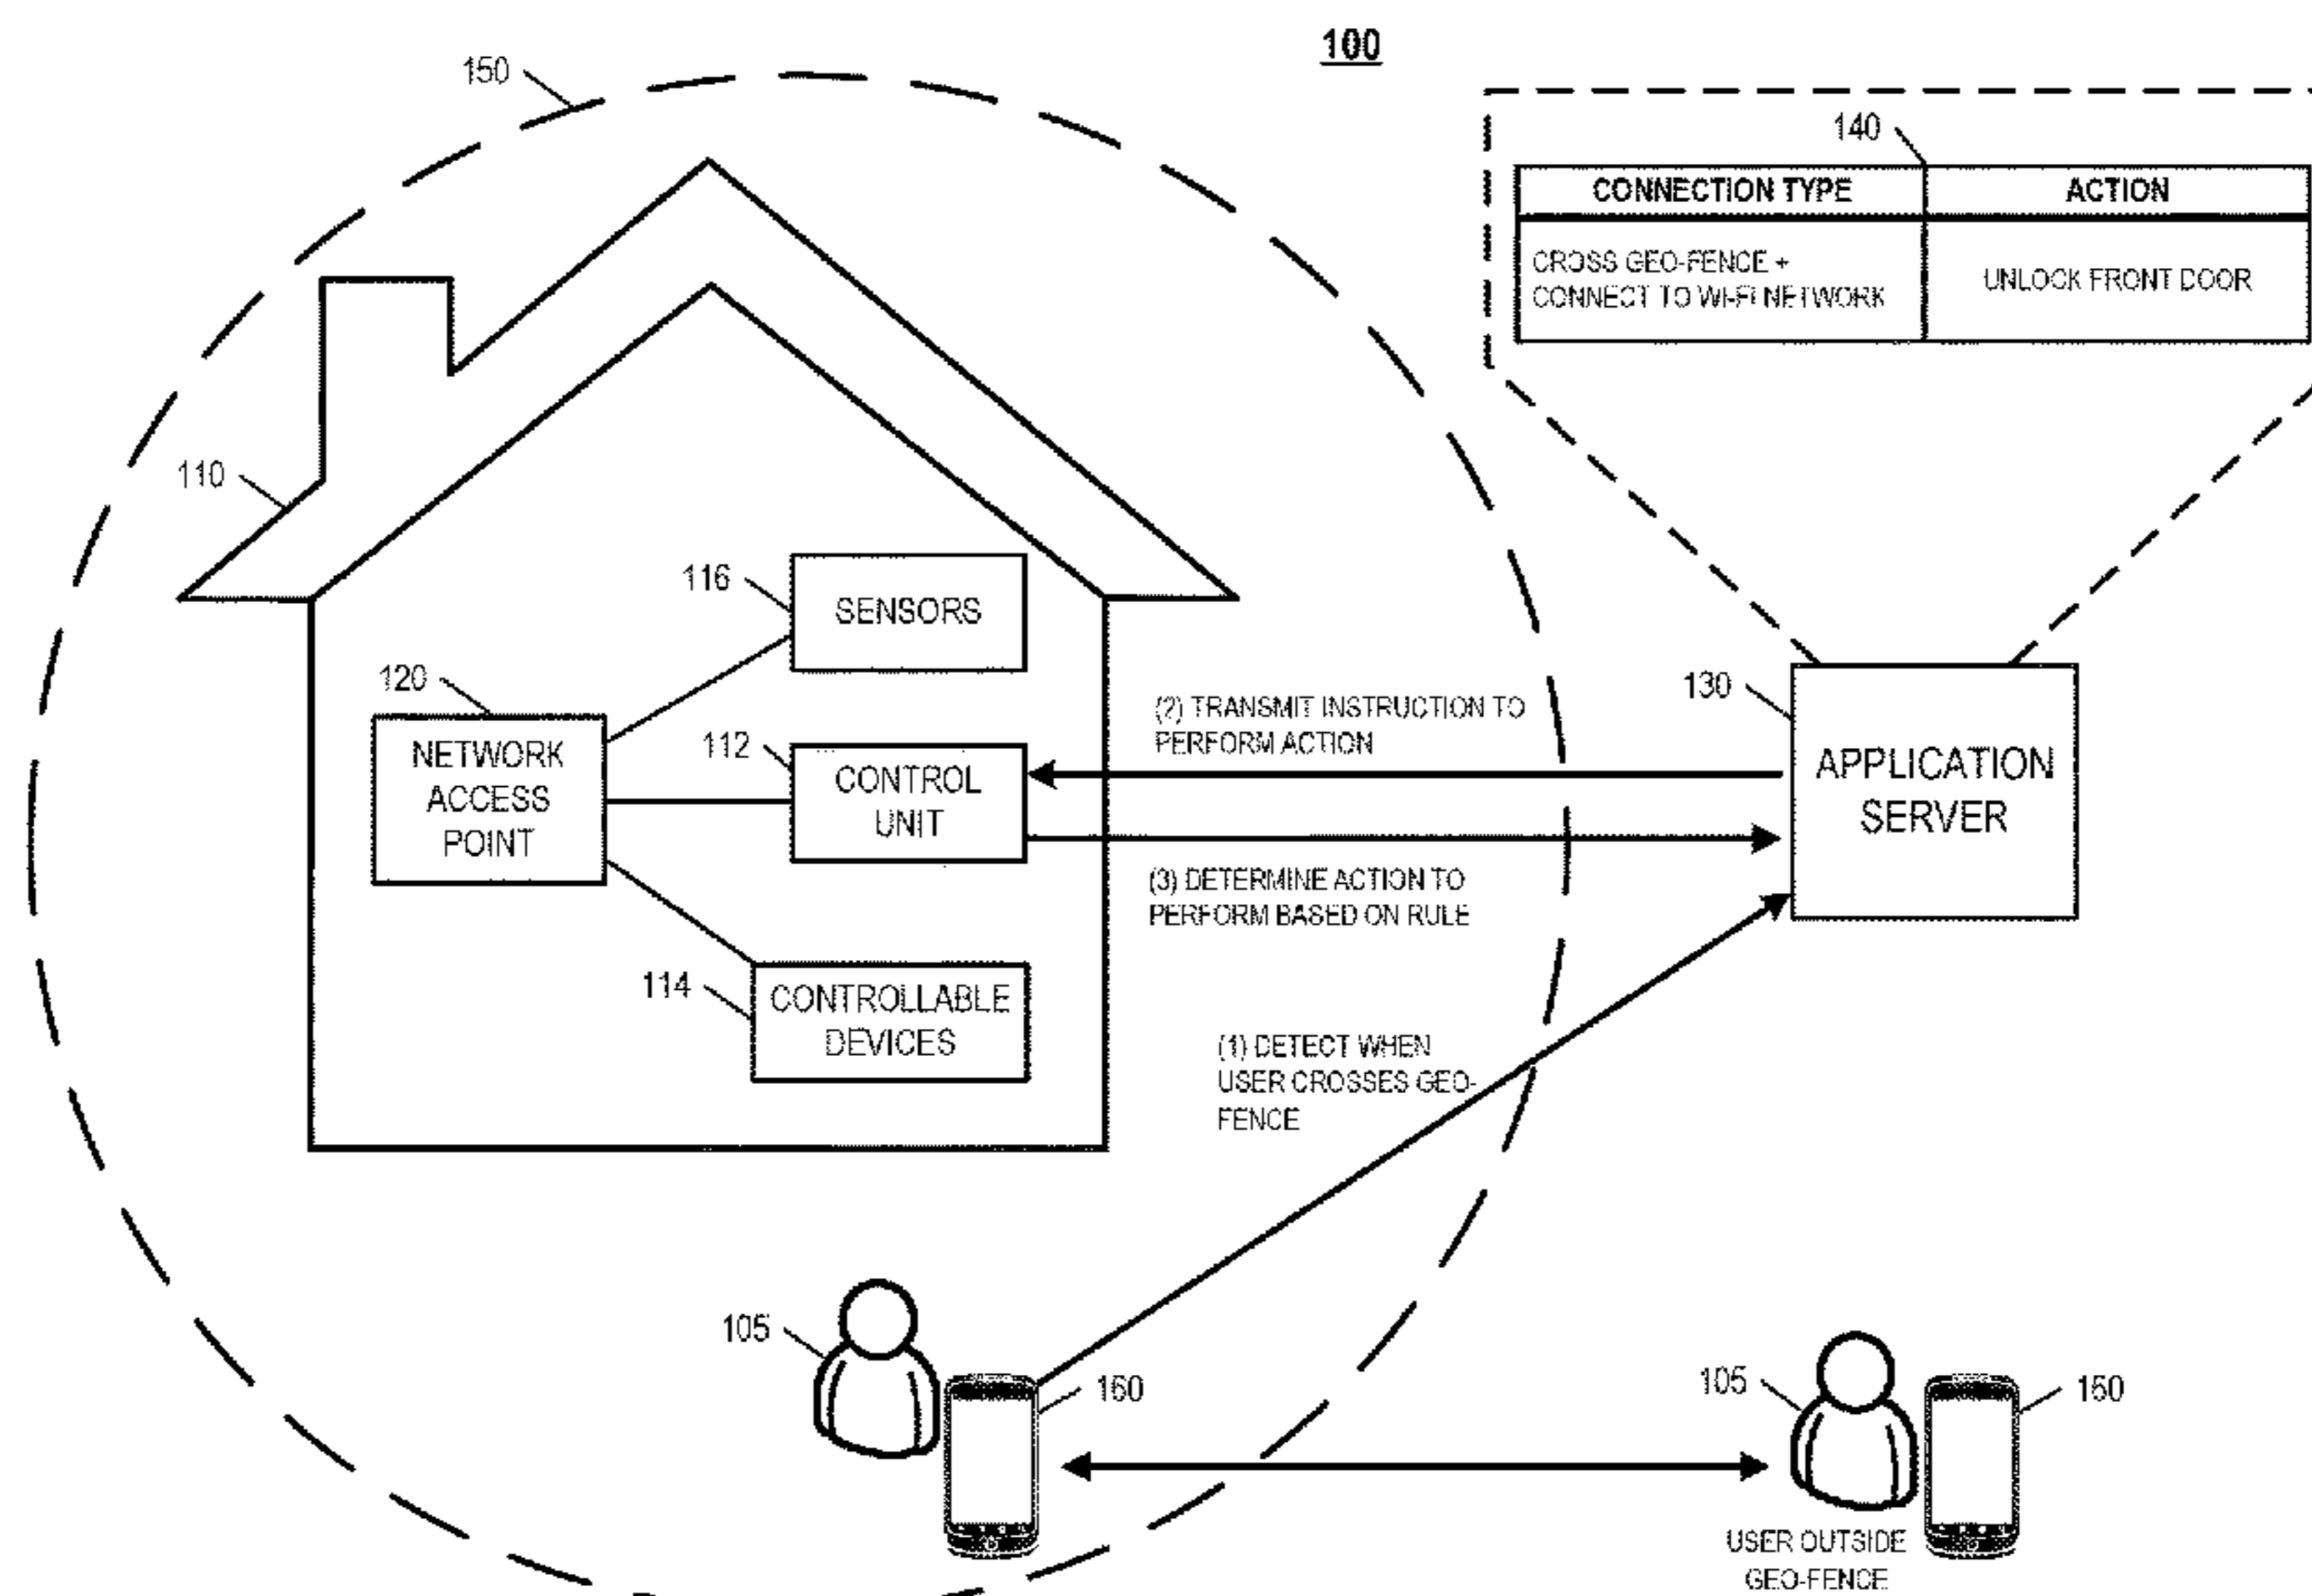 100
150
140
CONNECTION TYPE
ACTION
CROSS GEO-FENCE +
CONNECT TO WI-FI NETWORK
UNLOCK FRONT DOOR
110
116
SENSORS
120
NETWORK
ACCESS
POINT
112
CONTROL
UNIT
114
CONTROLLABLE
DEVICES
(2) TRANSMIT INSTRUCTION TO
PERFORM ACTION
130
APPLICATION
SERVER
(3) DETERMINE ACTION TO
PERFORM BASED ON RULE
(1) DETECT WHEN
USER CROSSES GEO-
FENCE
105
160
105
160
USER OUTSIDE
GEO-FENCE